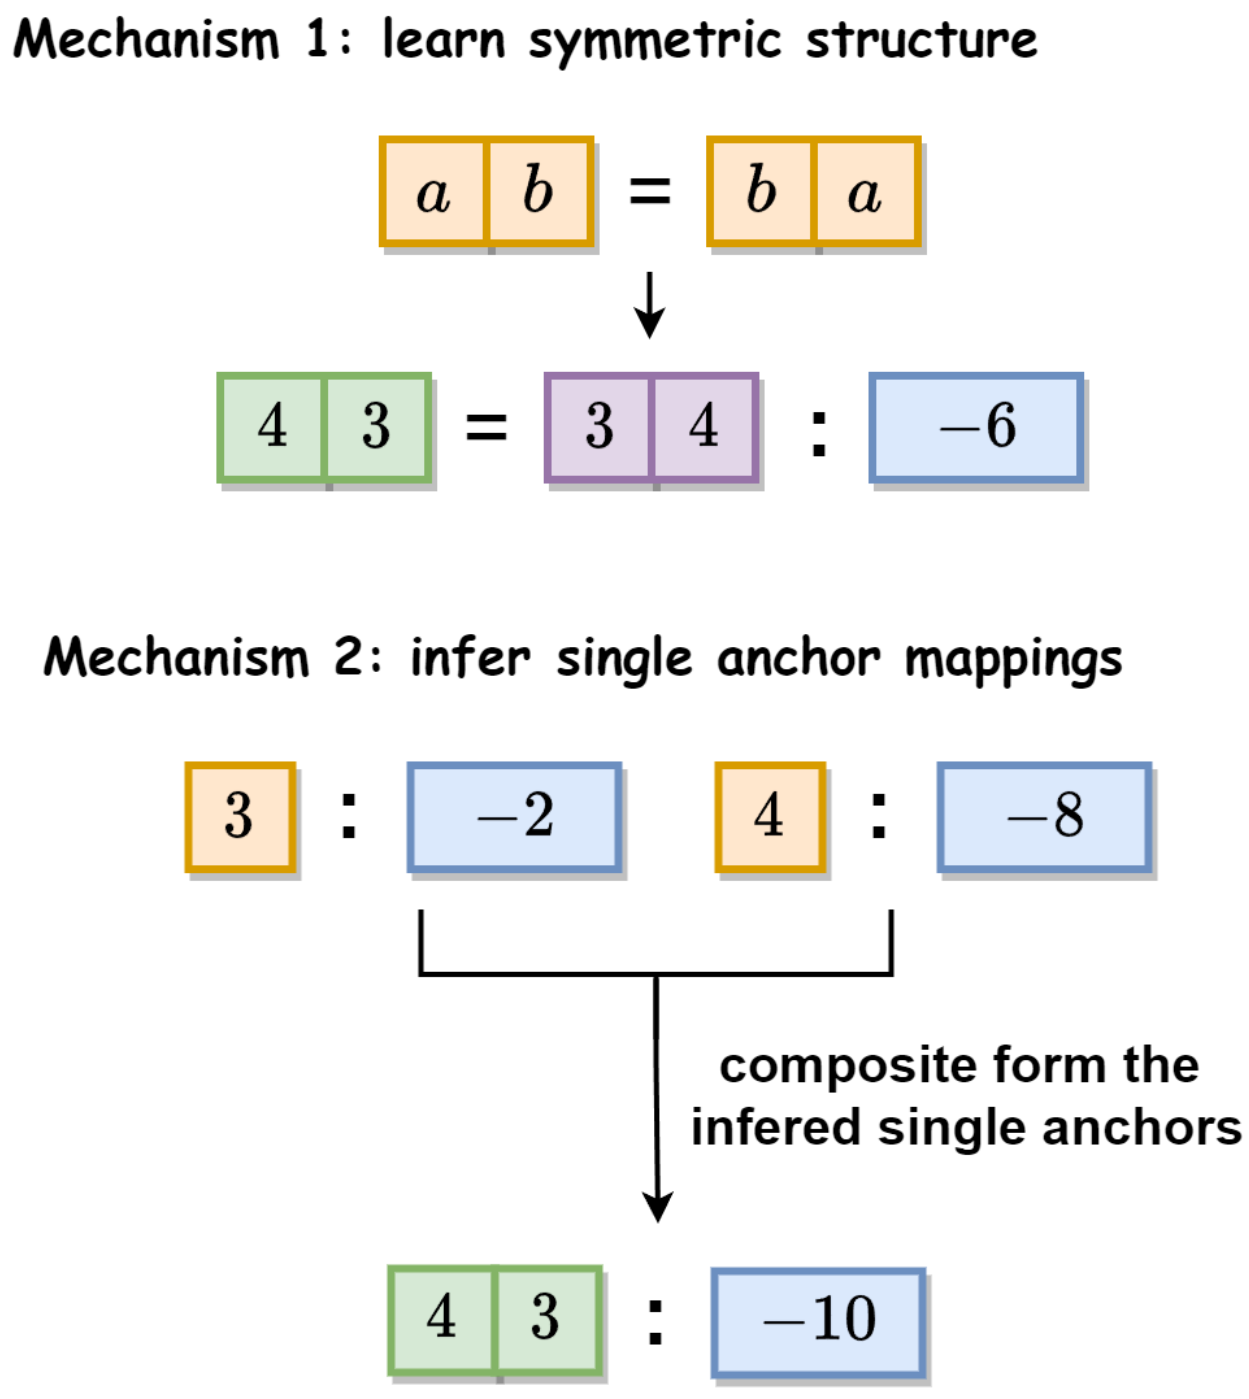 Mechanism 1: learn symmetric structure
a b = b a
4 3 = 3 4 : −6
Mechanism 2: infer single anchor mappings
3 : −2 4 : −8
composite form the
infered single anchors
4 3 : −10